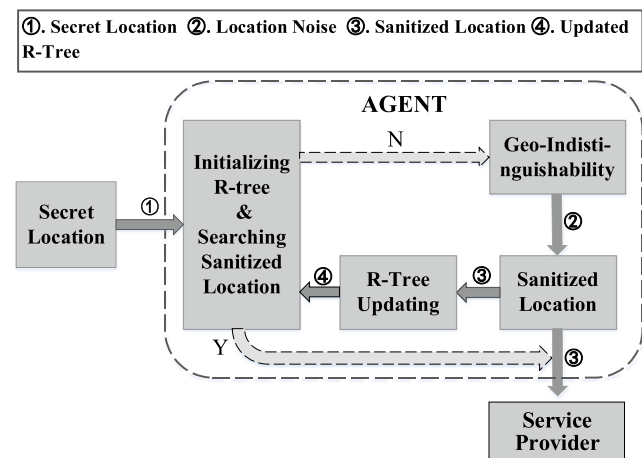 ①. Secret Location ②. Location Noise ③. Sanitized Location ④. Updated
R-Tree
AGENT
N
Initializing
R-tree
&
Searching
Sanitized
Location
Geo-Indisti-
nguishability
Secret
Location
①
②
④
R-Tree
Updating
③
Sanitized
Location
Y
③
Service
Provider